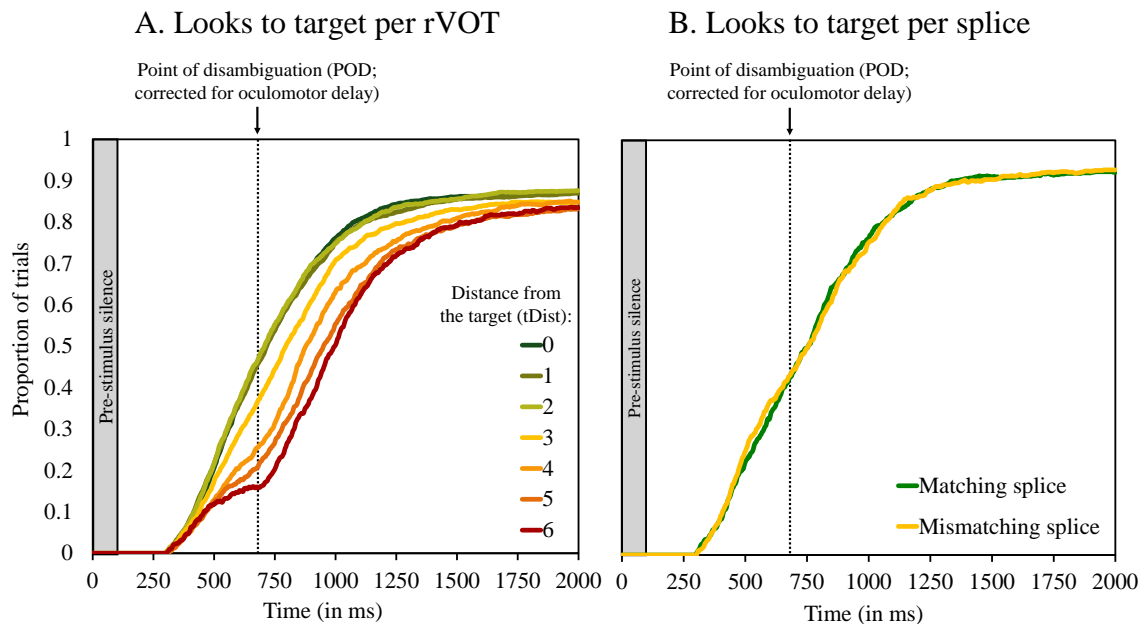 A. Looks to target per rVOT
Point of disambiguation (POD;
corrected for oculomotor delay)
1
0.9
0.8
0.7
0.6
0.5
0.4
0.3
0.2
0.1
0
Proportion of trials
Pre-stimulus silence
Distance from
the target (tDist):
0
1
2
3
4
5
6
0 250 500 750 1000 1250 1500 1750 2000
Time (in ms)
B. Looks to target per splice
Point of disambiguation (POD;
corrected for oculomotor delay)
Pre-stimulus silence
Matching splice
Mismatching splice
0 250 500 750 1000 1250 1500 1750 2000
Time (in ms)